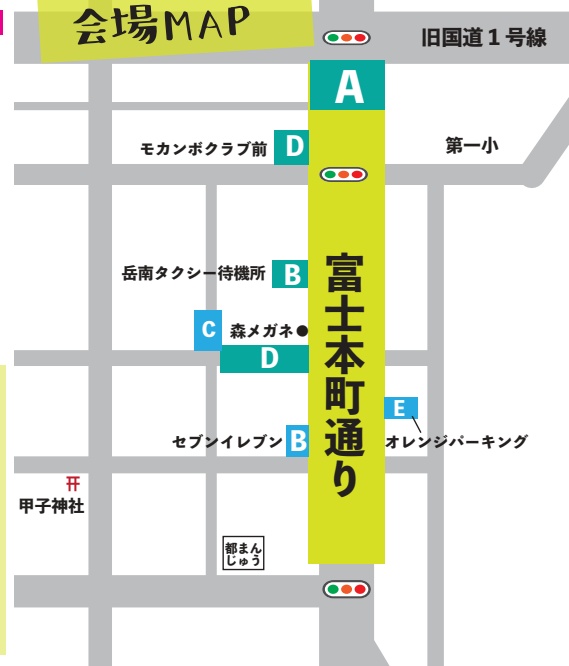 会場MAP
旧国道1号線
A
モカンボクラブ前
D
第一小
岳南タクシー待機所
B
C
森メガネ
D
富士本町通り
E
セブンイレブン
B
オレンジパーキング
甲子神社
都まん
じゅう